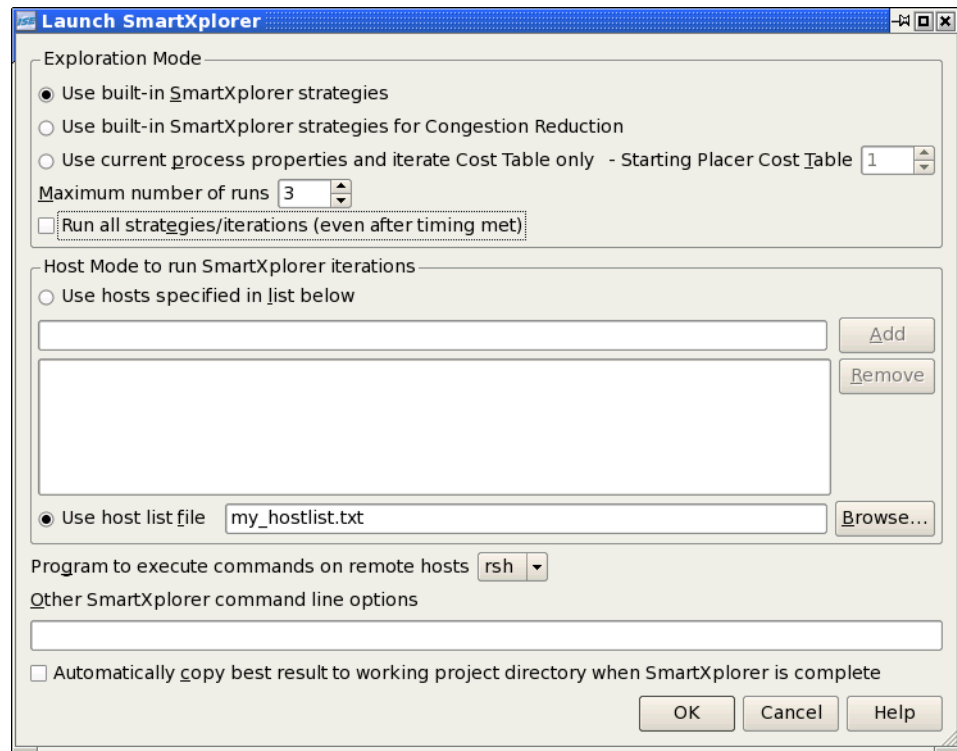 ISE Launch SmartXplorer
Exploration Mode
Use built-in SmartXplorer strategies
Use built-in SmartXplorer strategies for Congestion Reduction
Use current process properties and iterate Cost Table only - Starting Placer Cost Table 1
Maximum number of runs 3
Run all strategies/iterations (even after timing met)
Host Mode to run SmartXplorer iterations
Use hosts specified in list below
Add
Remove
Use host list file my_hostlist.txt Browse...
Program to execute commands on remote hosts rsh
Other SmartXplorer command line options
Automatically copy best result to working project directory when SmartXplorer is complete
OK Cancel Help